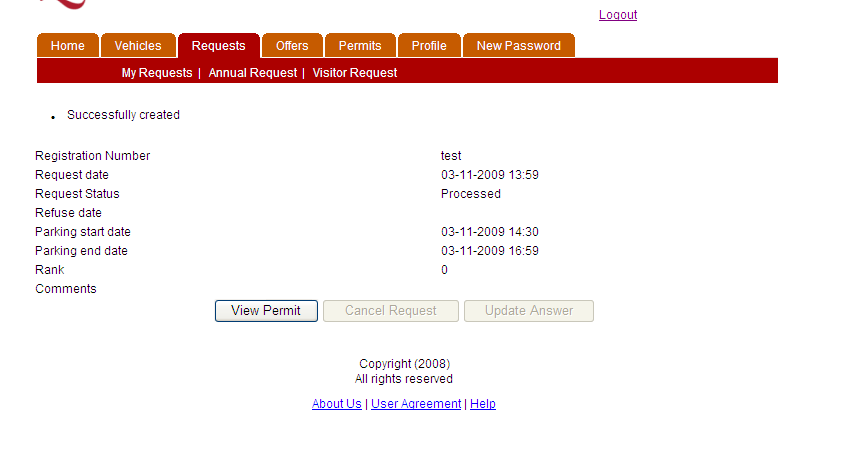 Logout
Home Vehicles Requests Offers Permits Profile New Password
My Requests | Annual Request | Visitor Request
• Successfully created
Registration Number test
Request date 03-11-2009 13:59
Request Status Processed
Refuse date
Parking start date 03-11-2009 14:30
Parking end date 03-11-2009 16:59
Rank 0
Comments
View Permit Cancel Request Update Answer
Copyright (2008)
All rights reserved
About Us | User Agreement | Help